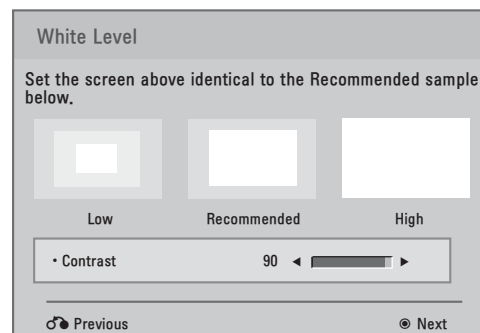 White Level
Set the screen above identical to the Recommended sample
below.
Low Recommended High
• Contrast 90 ◄ ►
Previous ◉ Next